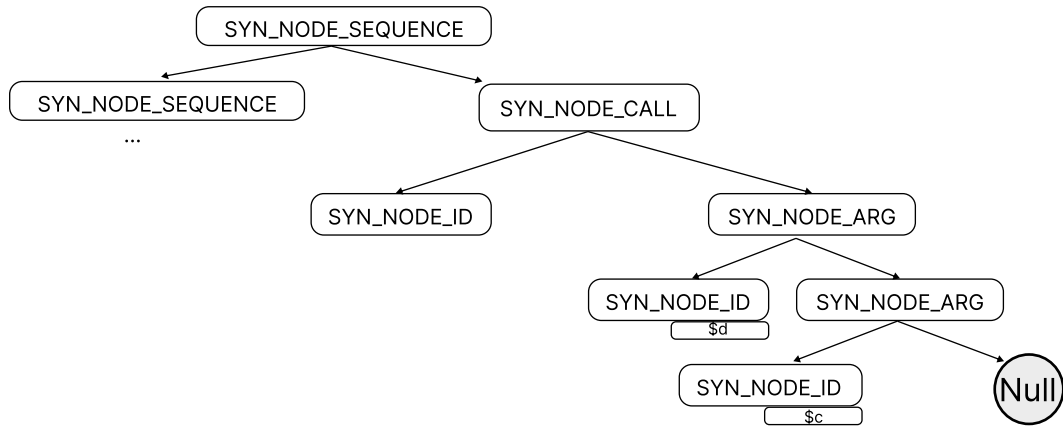 SYN_NODE_SEQUENCE
SYN_NODE_SEQUENCE
SYN_NODE_CALL
...
SYN_NODE_ID
SYN_NODE_ARG
SYN_NODE_ID
SYN_NODE_ARG
$d
SYN_NODE_ID
Null
$c